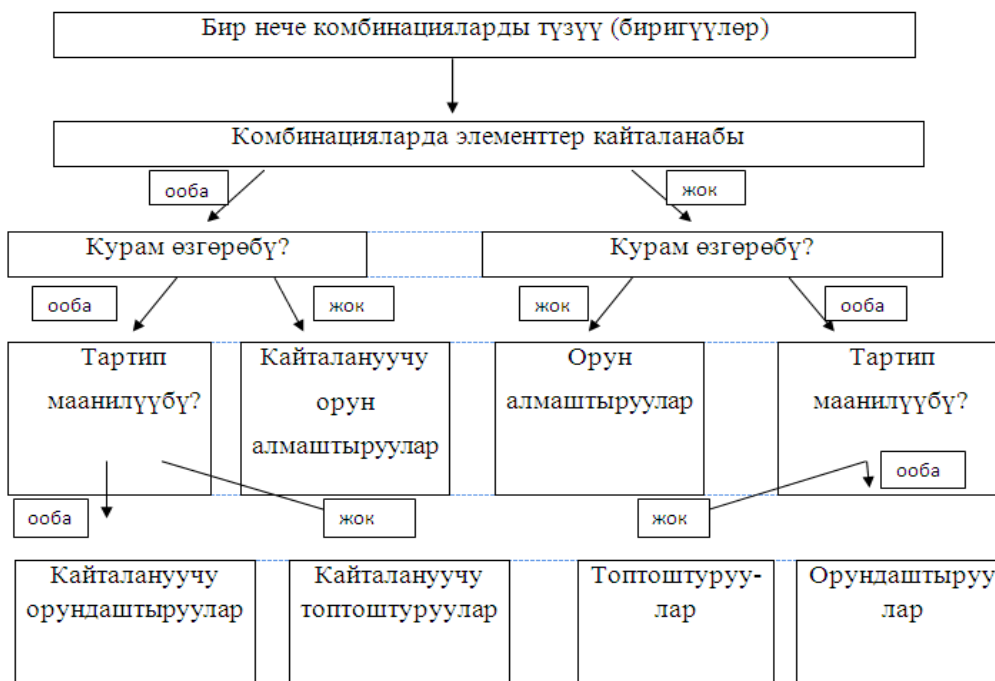 Бир нече комбинацияларды түзүү (биригүүлөр)
Комбинацияларда элементтер кайталанабы
ооба
жок
Курам өзгөрөбү?
Курам өзгөрөбү?
ооба
жок
жок
ооба
Тартип
маанилүүбү?
Кайталануучу
орун
алмаштыруулар
Орун
алмаштыруулар
Тартип
маанилүүбү?
ооба
ооба
жок
жок
Кайталануучу
орундаштыруулар
Кайталануучу
топтоштуруулар
Топтоштуруу-
лар
Орундаштыруу
лар